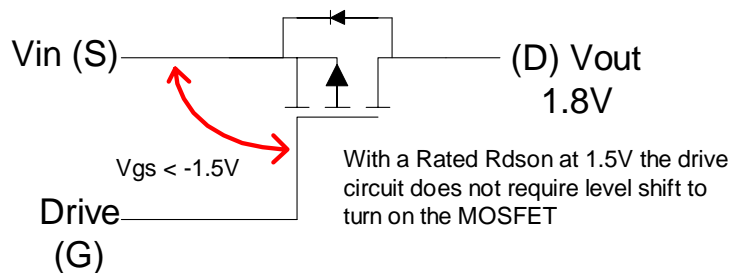 Vin (S)
(D) Vout
1.8V
Vgs < -1.5V
With a Rated Rdson at 1.5V the drive
circuit does not require level shift to
turn on the MOSFET
Drive
(G)